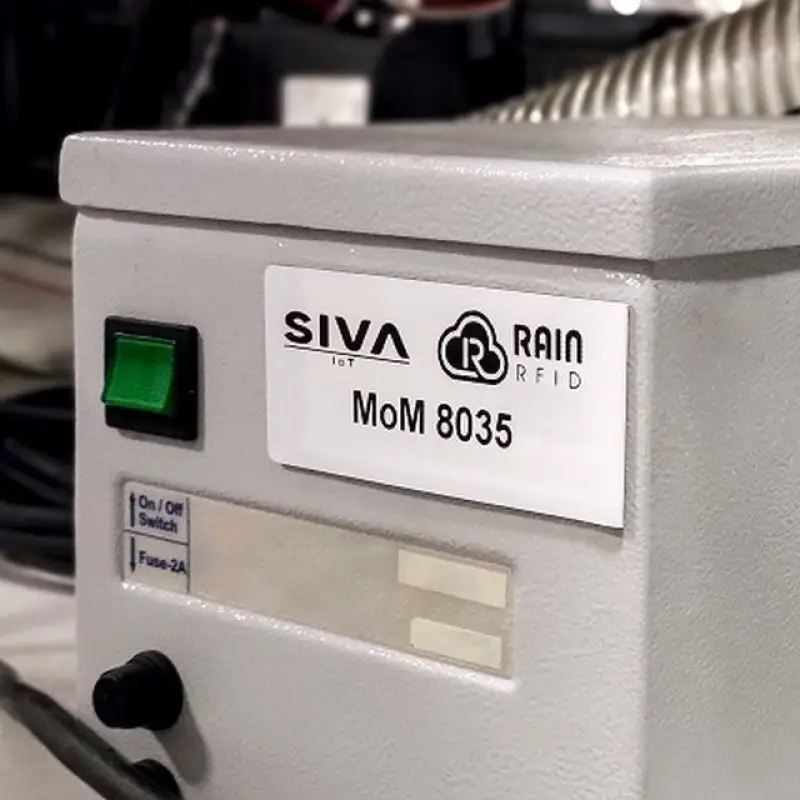 SIVA
IoT
R
RAIN
RFID
MoM 8035
On / Off
Switch
Fuse-2A